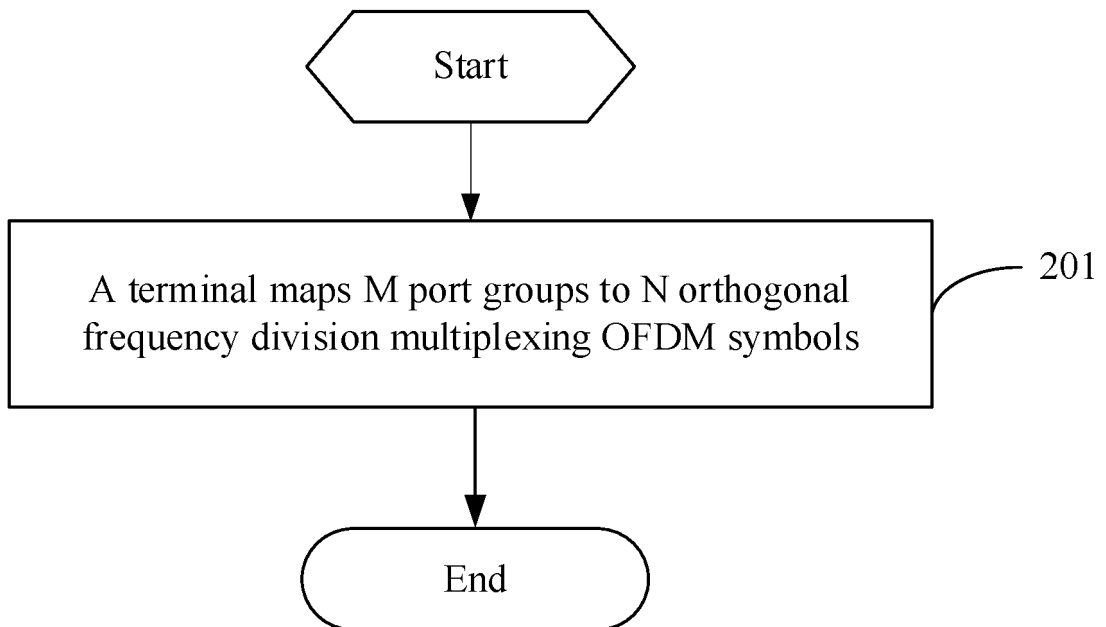 Start
A terminal maps M port groups to N orthogonal
frequency division multiplexing OFDM symbols
201
End